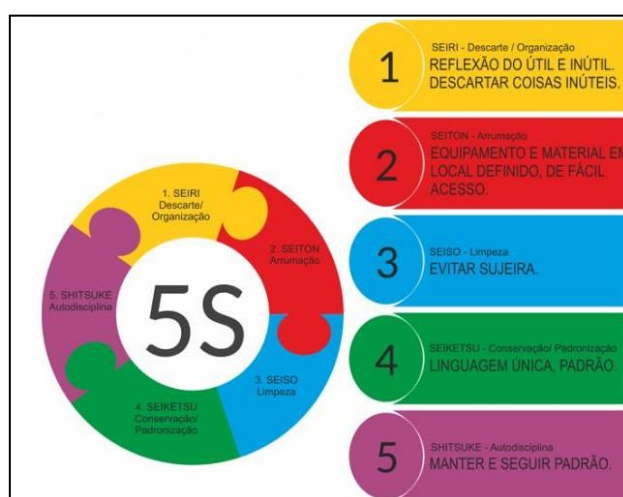 1. SEIRI
Descarte/
Organização
2. SEITON
Arrumação
3. SEISO
Limpeza
4. SEIKETSU
Conservação/
Padronização
5. SHITSUKE
Autodisciplina
5S
1
SEIRI - Descarte / Organização
REFLEXÃO DO ÚTIL E INÚTIL.
DESCARTAR COISAS INÚTEIS.
2
SEITON - Arrumação
EQUIPAMENTO E MATERIAL EM
LOCAL DEFINIDO, DE FÁCIL
ACESSO.
3
SEISO - Limpeza
EVITAR SUJEIRA.
4
SEIKETSU - Conservação/ Padronização
LINGUAGEM ÚNICA, PADRÃO.
5
SHITSUKE - Autodisciplina
MANTER E SEGUIR PADRÃO.